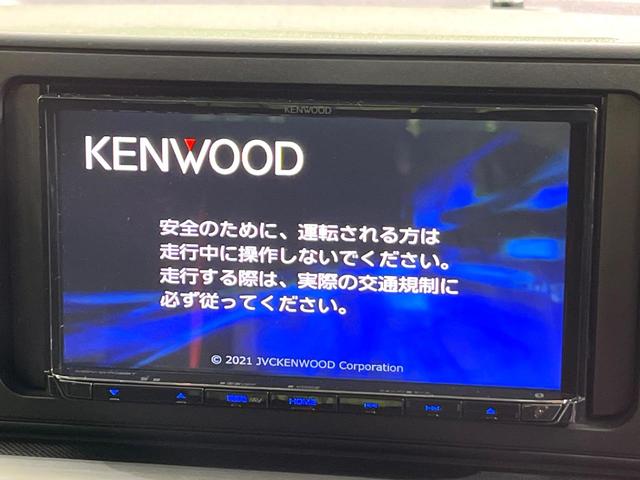 KENWOOD
KENWOOD
安全のために、運転される方は
走行中に操作しないでください。
走行する際は、実際の交通規制に
必ず従ってください。
© 2021 JVCKENWOOD Corporation
HOME